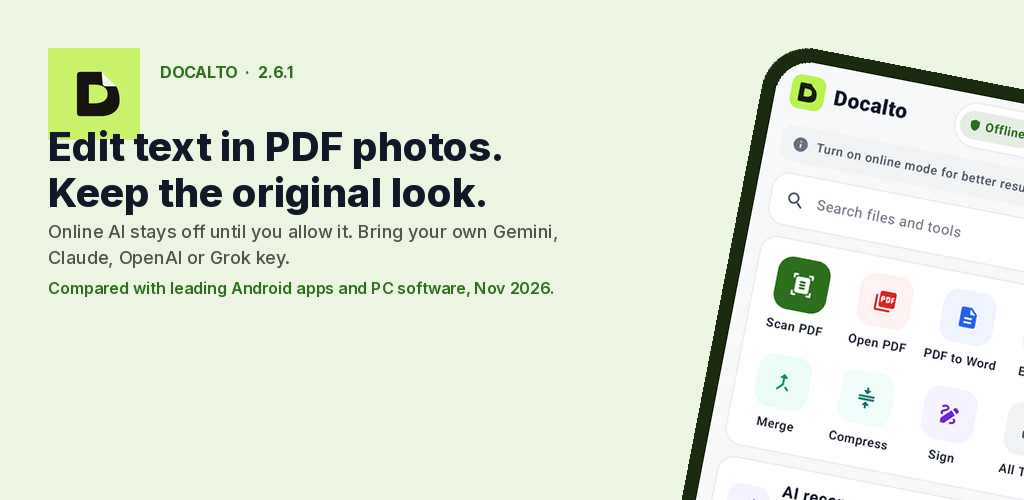 DOCALTO · 2.6.1
Edit text in PDF photos.
Keep the original look.
Online AI stays off until you allow it. Bring your own Gemini,
Claude, OpenAI or Grok key.
Compared with leading Android apps and PC software, Nov 2026.
Docalto
Offline
Turn on online mode for better
Search files and tools
Scan PDF
Open PDF
PDF to Word
Merge
Compress
Sign
All
AI